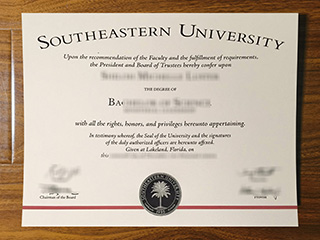 SOUTHEASTERN UNIVERSITY
Upon the recommendation of the Faculty and the fulfillment of requirements,
the President and Board of Trustees hereby confer upon
THE DEGREE OF
with all the rights, honors, and privileges hereunto appertaining.
In testimony whereof, the Seal of the University and the signatures
of the duly authorized officers are hereunto affixed.
Given at Lakeland, Florida, on
Chairman of the Board
SOUTHEASTERN UNIVERSITY